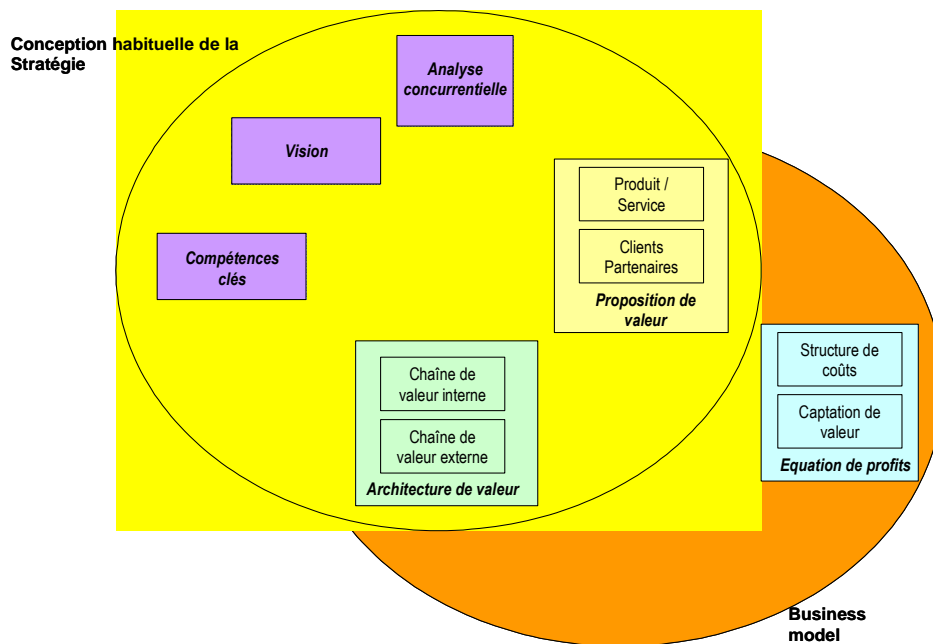 Conception habituelle de la
Stratégie
Analyse
concurrentielle
Vision
Compétences
clés
Produit /
Service
Clients
Partenaires
Proposition de
valeur
Chaîne de
valeur interne
Chaîne de
valeur externe
Architecture de valeur
Structure de
coûts
Captation de
valeur
Equation de profits
Business
model